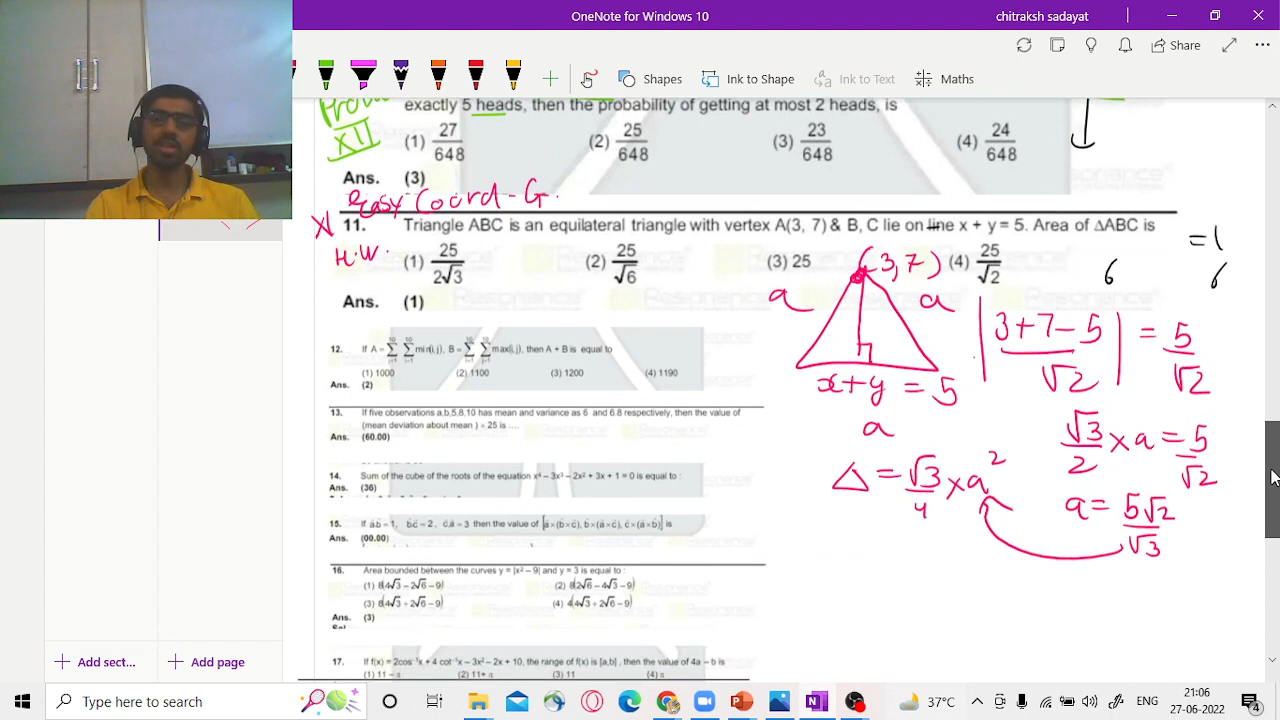 OneNote for Windows 10
chitraksh sadayat
Share
Shapes
Ink to Shape
Ink to Text
Maths
XII
exactly 5 heads, then the probability of getting at most 2 heads, is
(1) 27/648 (2) 25/648 (3) 23/648 (4) 24/648
Ans. (3)
easy Coord - G.
XI
11. Triangle ABC is an equilateral triangle with vertex A(3, 7) & B, C lie on line x + y = 5. Area of ΔABC is
H.W.
(1) 25/2√3 (2) 25/√6 (3) 25 (4) 25/√2
Ans. (1)
(3,7)
a a
x+y = 5
a
|3+7-5|/√2 = 5/√2
√3/2 × a = 5/√2
a = 5√2/√3
Δ = √3/4 × a²
= 1
6 6
12. If A = ∑∑ min(i,j), B = ∑∑ max(i,j), then A + B is equal to
(1) 1000 (2) 1100 (3) 1200 (4) 1190
Ans. (2)
13. If five observations a,b,5,8,10 has mean and variance as 6 and 6.8 respectively, then the value of
(mean deviation about mean ) × 25 is ....
Ans. (60.00)
14. Sum of the cube of the roots of the equation x⁴ – 3x³ – 2x² + 3x + 1 = 0 is equal to :
Ans. (36)
15. If a·b = 1, b·c = 2, c·a = 3 then the value of [a×(b×c), b×(a×c), c×(a×b)] is
Ans. (00.00)
16. Area bounded between the curves y = |x² – 9| and y = 3 is equal to :
(1) 8(4√3 – 2√6 – 9) (2) 8(2√6 – 4√3 – 9)
(3) 8(4√3 + 2√6 – 9) (4) 4(4√3 + 2√6 – 9)
Ans. (3)
17. If f(x) = 2cos⁻¹x + 4 cot⁻¹x – 3x² – 2x + 10, the range of f(x) is [a,b] , then the value of 4a – b is
(1) 11 – π (2) 11+ π (3) 11 (4) π
Add sect...
Add page
Type here to search
37°C
ENG
21:06
27-06-2022
4